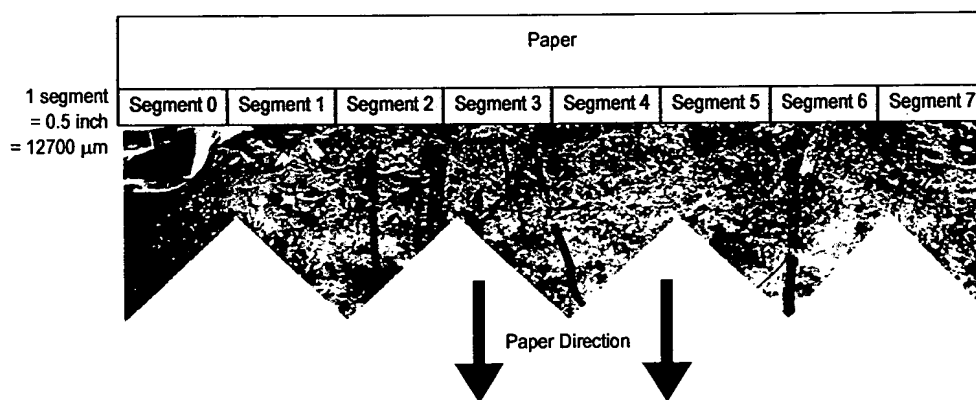 Paper
1 segment
= 0.5 inch
= 12700 µm
Segment 0 Segment 1 Segment 2 Segment 3 Segment 4 Segment 5 Segment 6 Segment 7
Paper Direction